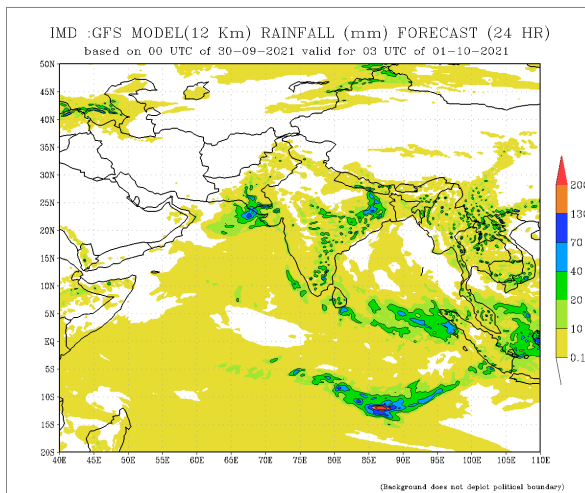 IMD :GFS MODEL(12 Km) RAINFALL (mm) FORECAST (24 HR)
based on 00 UTC of 30-09-2021 valid for 03 UTC of 01-10-2021
50N
45N
40N
35N
30N
25N
20N
15N
10N
5N
EQ
5S
10S
15S
20S
40E 45E 50E 55E 60E 65E 70E 75E 80E 85E 90E 95E 100E 105E 110E
200
130
70
40
20
10
0.1
(Background does not depict political boundary)